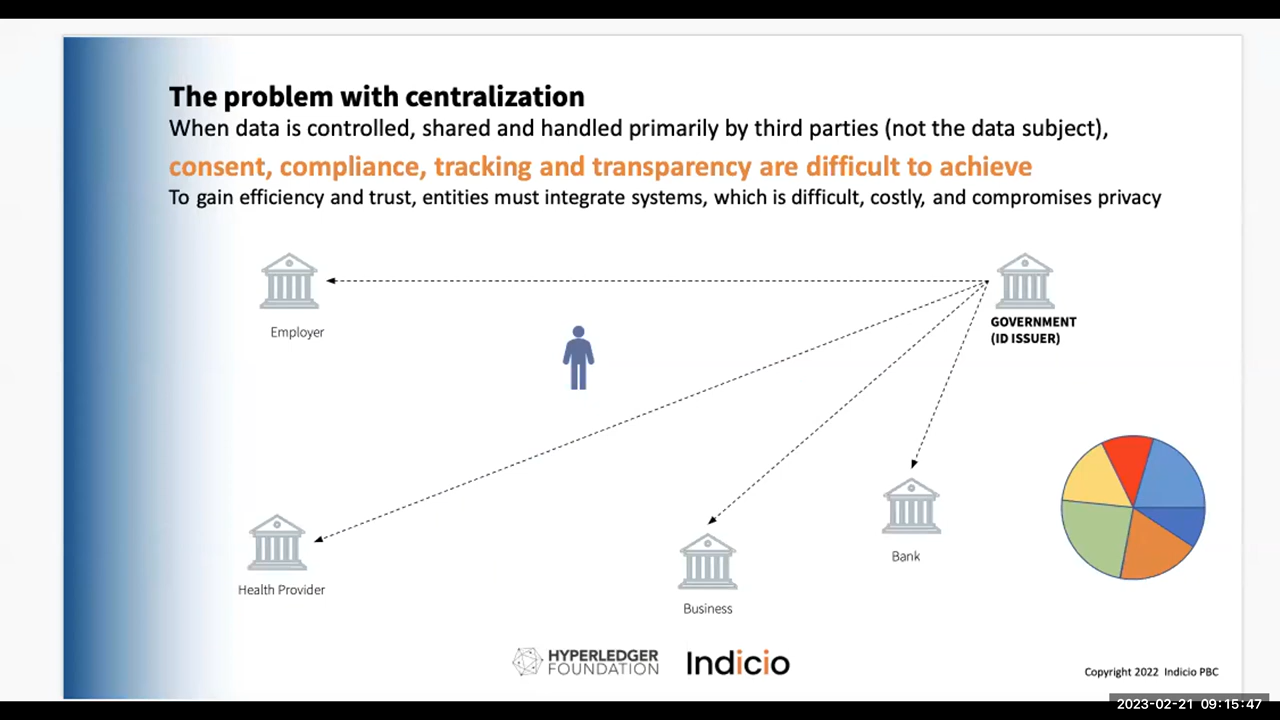 The problem with centralization
When data is controlled, shared and handled primarily by third parties (not the data subject),
consent, compliance, tracking and transparency are difficult to achieve
To gain efficiency and trust, entities must integrate systems, which is difficult, costly, and compromises privacy
Employer
GOVERNMENT
(ID ISSUER)
Bank
Health Provider
Business
HYPERLEDGER
FOUNDATION
Indicio
Copyright 2022 Indicio PBC
2023-02-21 09:15:47